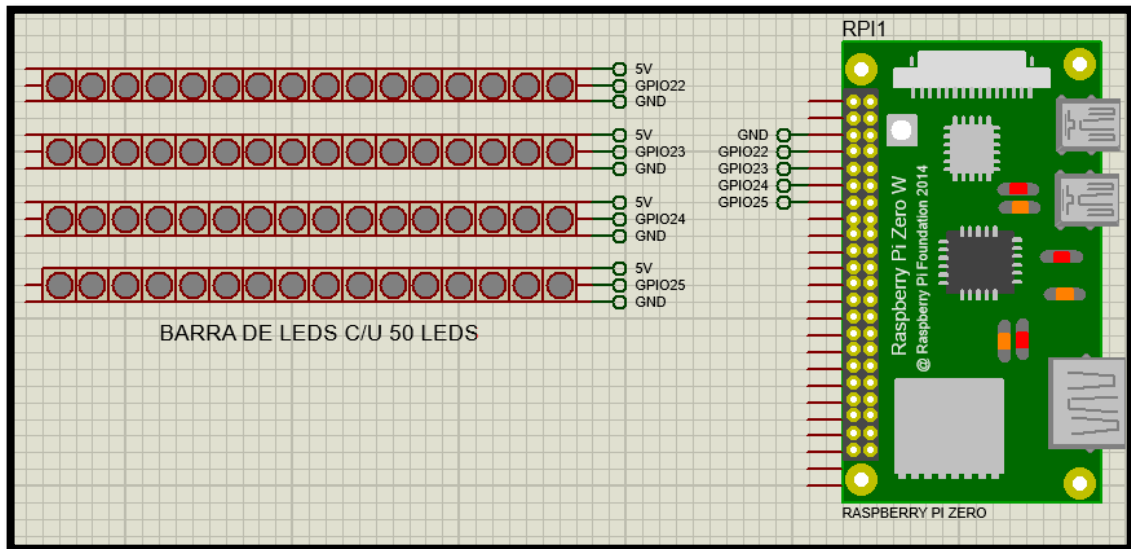 RPI1
5V
GPIO22
GND
5V
GPIO23
GND
5V
GPIO24
GND
5V
GPIO25
GND
BARRA DE LEDS C/U 50 LEDS
GND
GPIO22
GPIO23
GPIO24
GPIO25
Raspberry Pi Zero W
@ Raspberry Pi Foundation 2014
RASPBERRY PI ZERO